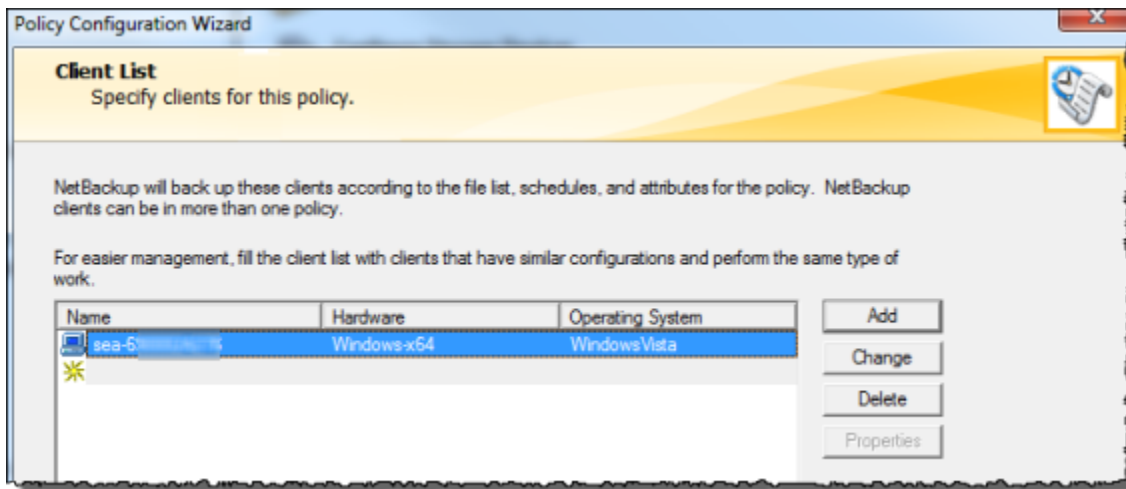 Policy Configuration Wizard
Client List
Specify clients for this policy.
NetBackup will back up these clients according to the file list, schedules, and attributes for the policy. NetBackup
clients can be in more than one policy.
For easier management, fill the client list with clients that have similar configurations and perform the same type of
work.
Name Hardware Operating System Add
Windows-x64 WindowsVista
Change
Delete
Properties